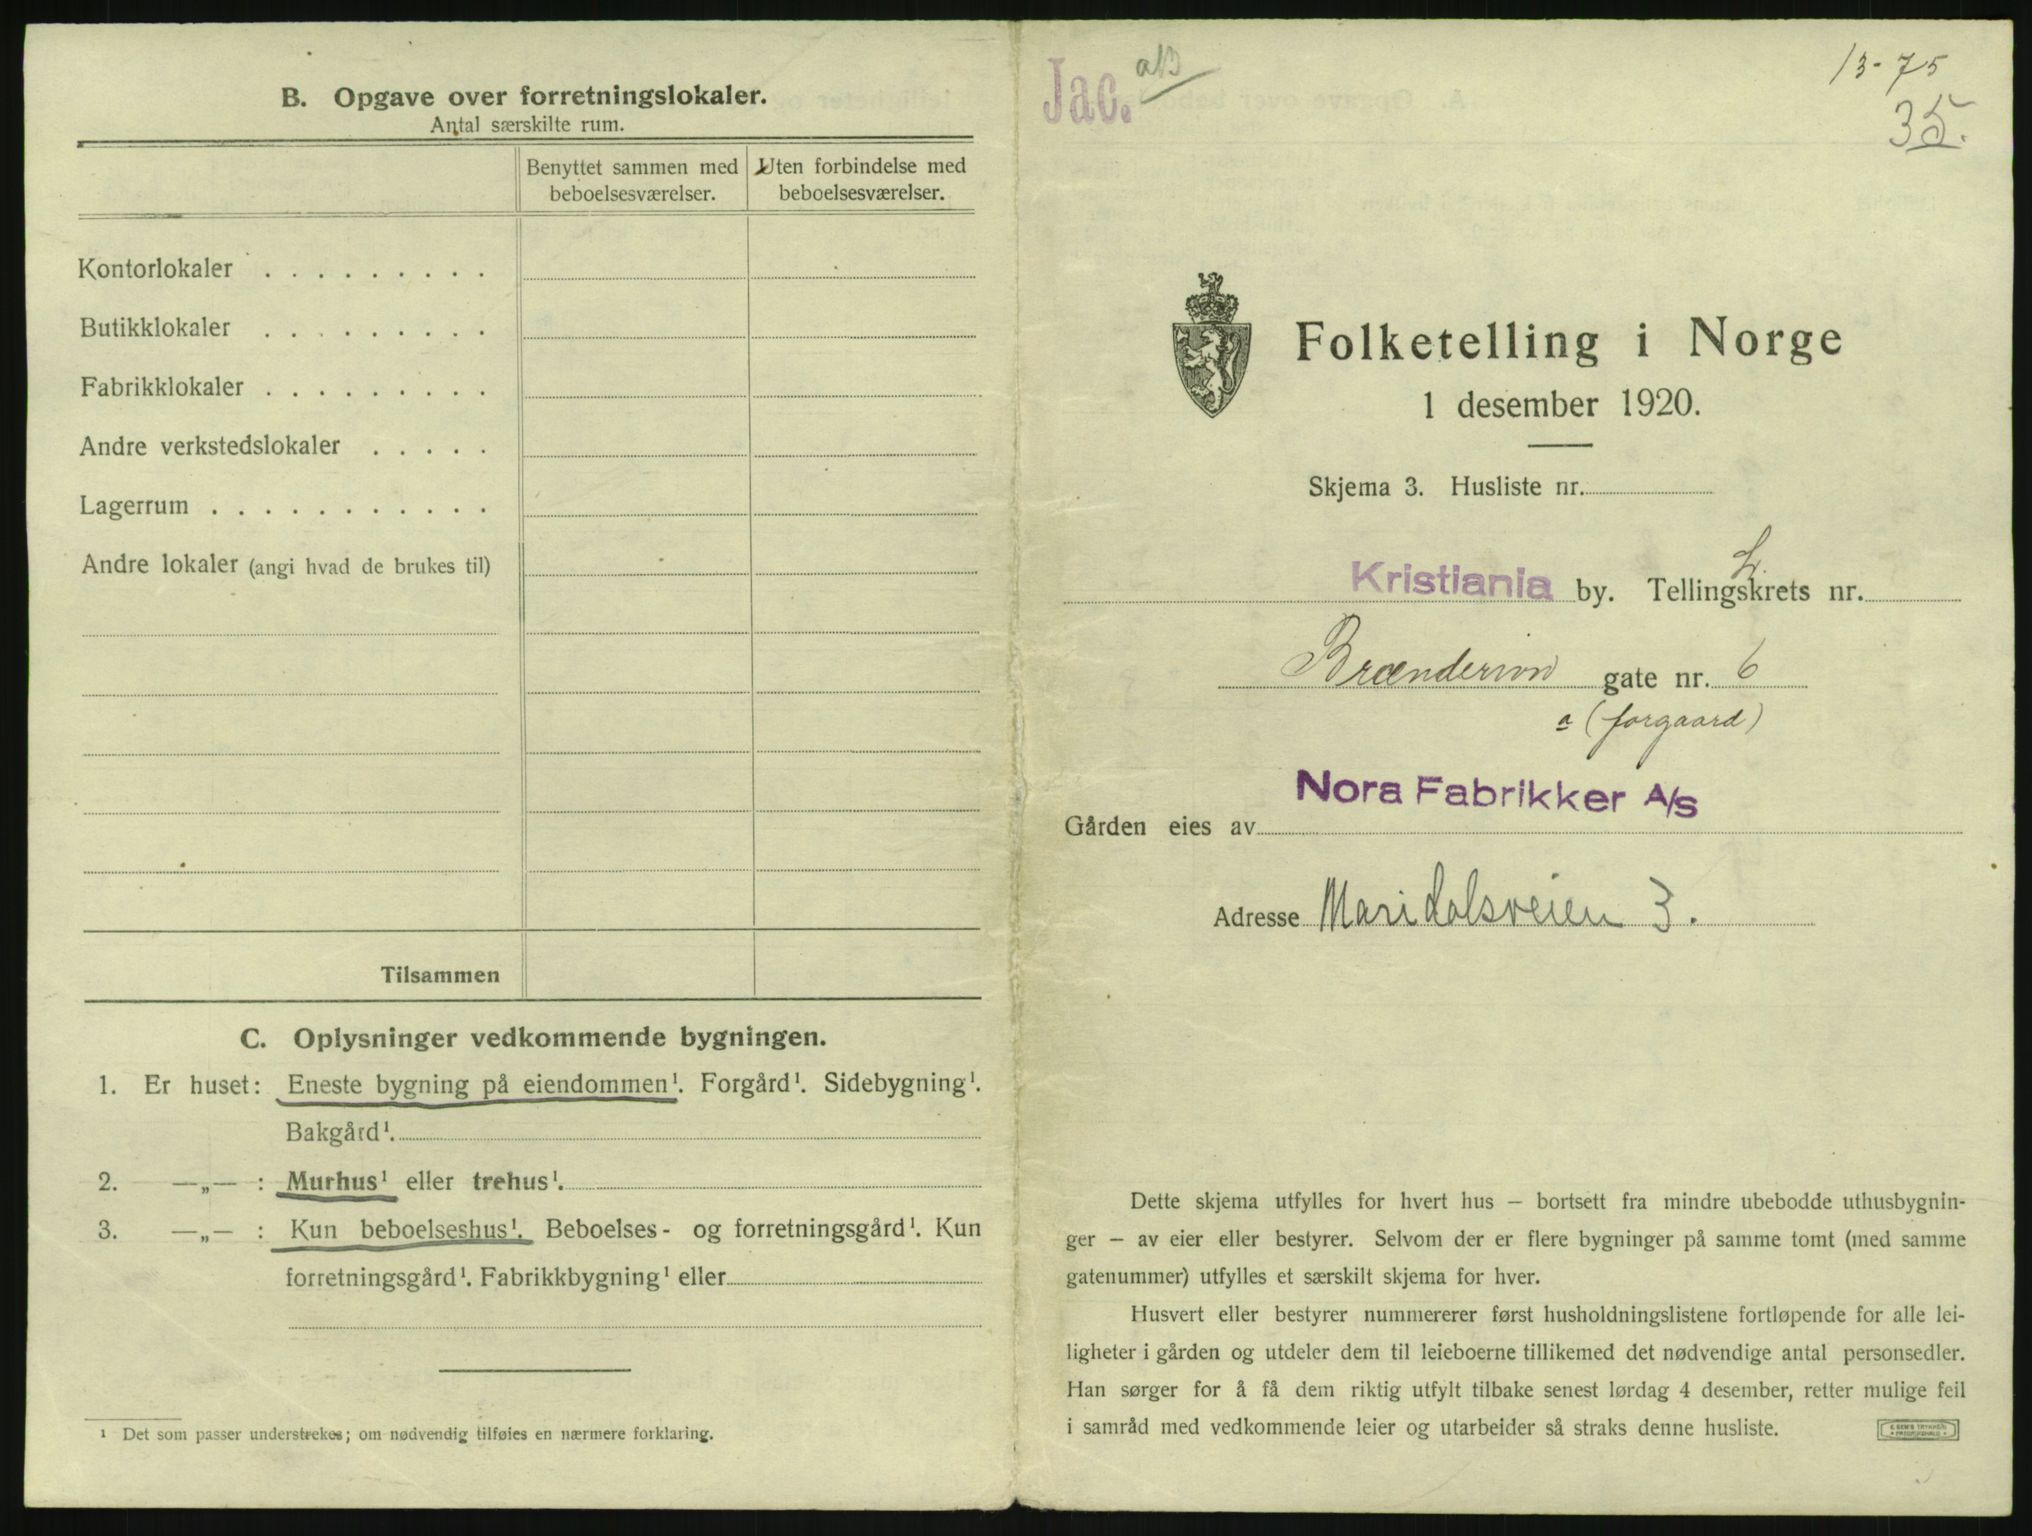 B. Opgave over forretningslokaler.
Antal særskilte rum.
Benyttet sammen med beboelsesværelser.
Uten forbindelse med beboelsesværelser.
Kontorlokaler . . . . . . . . .
Butikklokaler . . . . . . . . .
Fabrikklokaler . . . . . . . . .
Andre verkstedslokaler . . . . .
Lagerrum . . . . . . . . . . .
Andre lokaler (angi hvad de brukes til)
Tilsammen
C. Oplysninger vedkommende bygningen.
1. Er huset: Eneste bygning på eiendommen¹. Forgård¹. Sidebygning¹.
Bakgård¹.
2. —„— : Murhus¹ eller trehus¹.
3. —„— : Kun beboelseshus¹. Beboelses- og forretningsgård¹. Kun
forretningsgård¹. Fabrikkbygning¹ eller
¹ Det som passer understrekes; om nødvendig tilføies en nærmere forklaring.
Jac. aB
13-75
35.
Folketelling i Norge
1 desember 1920.
Skjema 3. Husliste nr.
Kristiania by. Tellingskrets nr.
gate nr. 6
a (forgaard)
Nora Fabrikker A/S
Gården eies av
Adresse Maridalsveien 3.
Dette skjema utfylles for hvert hus – bortsett fra mindre ubebodde uthusbygnin-
ger – av eier eller bestyrer. Selvom der er flere bygninger på samme tomt (med samme
gatenummer) utfylles et særskilt skjema for hver.
Husvert eller bestyrer nummererer først husholdningslistene fortløpende for alle lei-
ligheter i gården og utdeler dem til leieboerne tillikemed det nødvendige antal personsedler.
Han sørger for å få dem riktig utfylt tilbake senest lørdag 4 desember, retter mulige feil
i samråd med vedkommende leier og utarbeider så straks denne husliste.